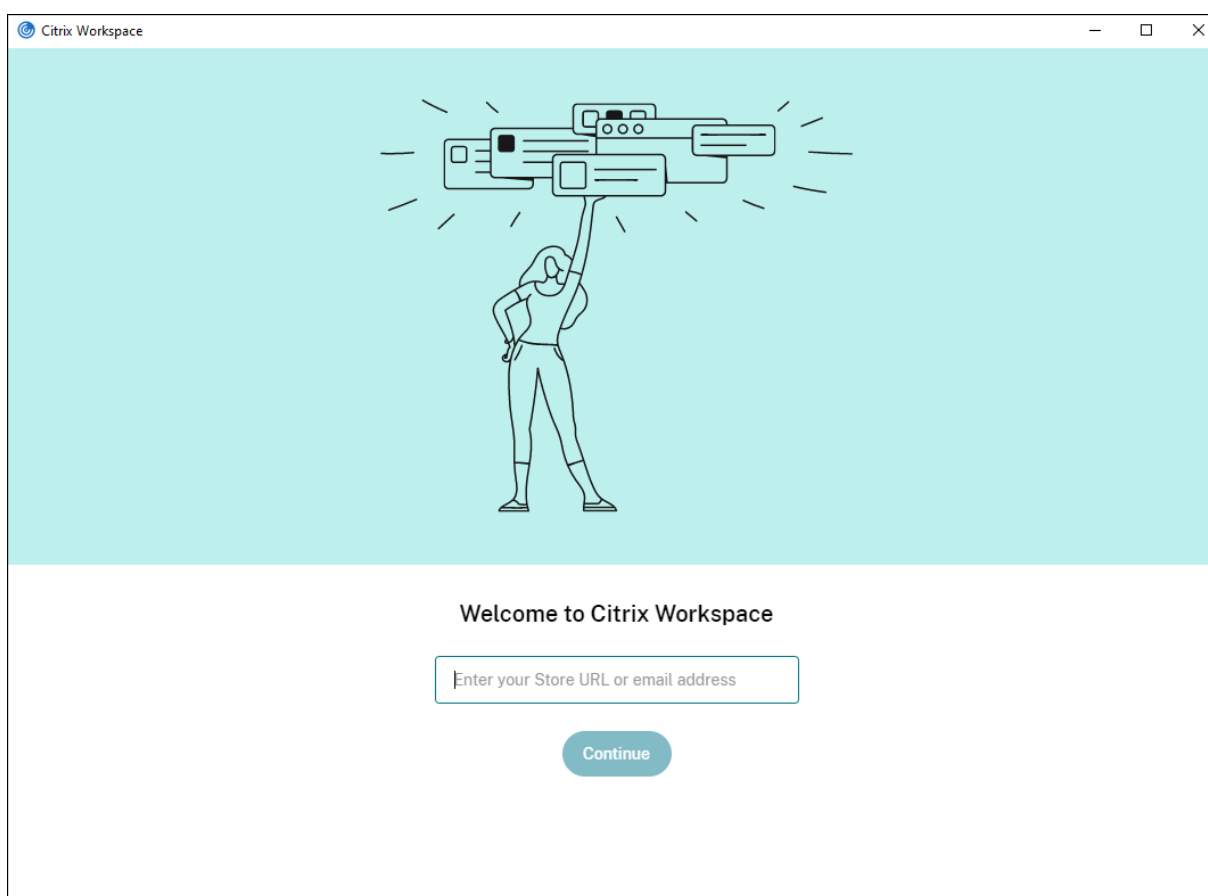 Citrix Workspace
Welcome to Citrix Workspace
Enter your Store URL or email address
Continue